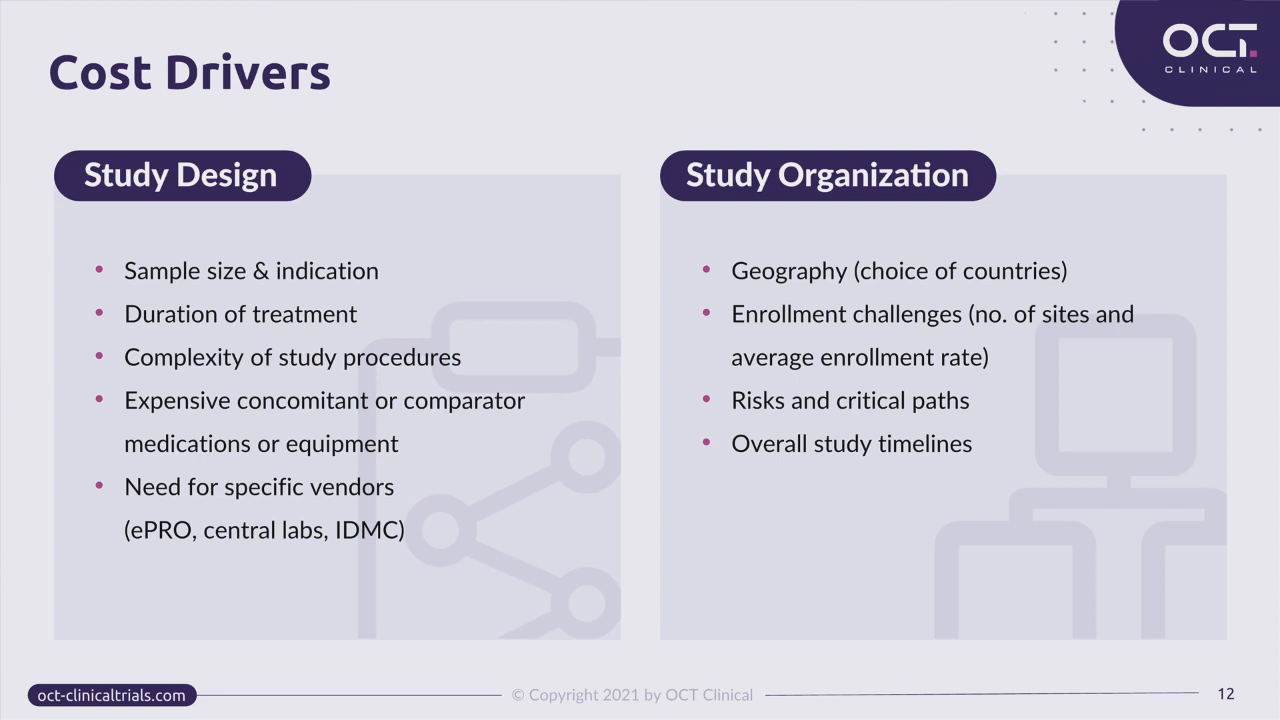 Cost Drivers
OCT
CLINICAL
Study Design
• Sample size & indication
• Duration of treatment
• Complexity of study procedures
• Expensive concomitant or comparator
medications or equipment
• Need for specific vendors
(ePRO, central labs, IDMC)
Study Organization
• Geography (choice of countries)
• Enrollment challenges (no. of sites and
average enrollment rate)
• Risks and critical paths
• Overall study timelines
oct-clinicaltrials.com
© Copyright 2021 by OCT Clinical
12